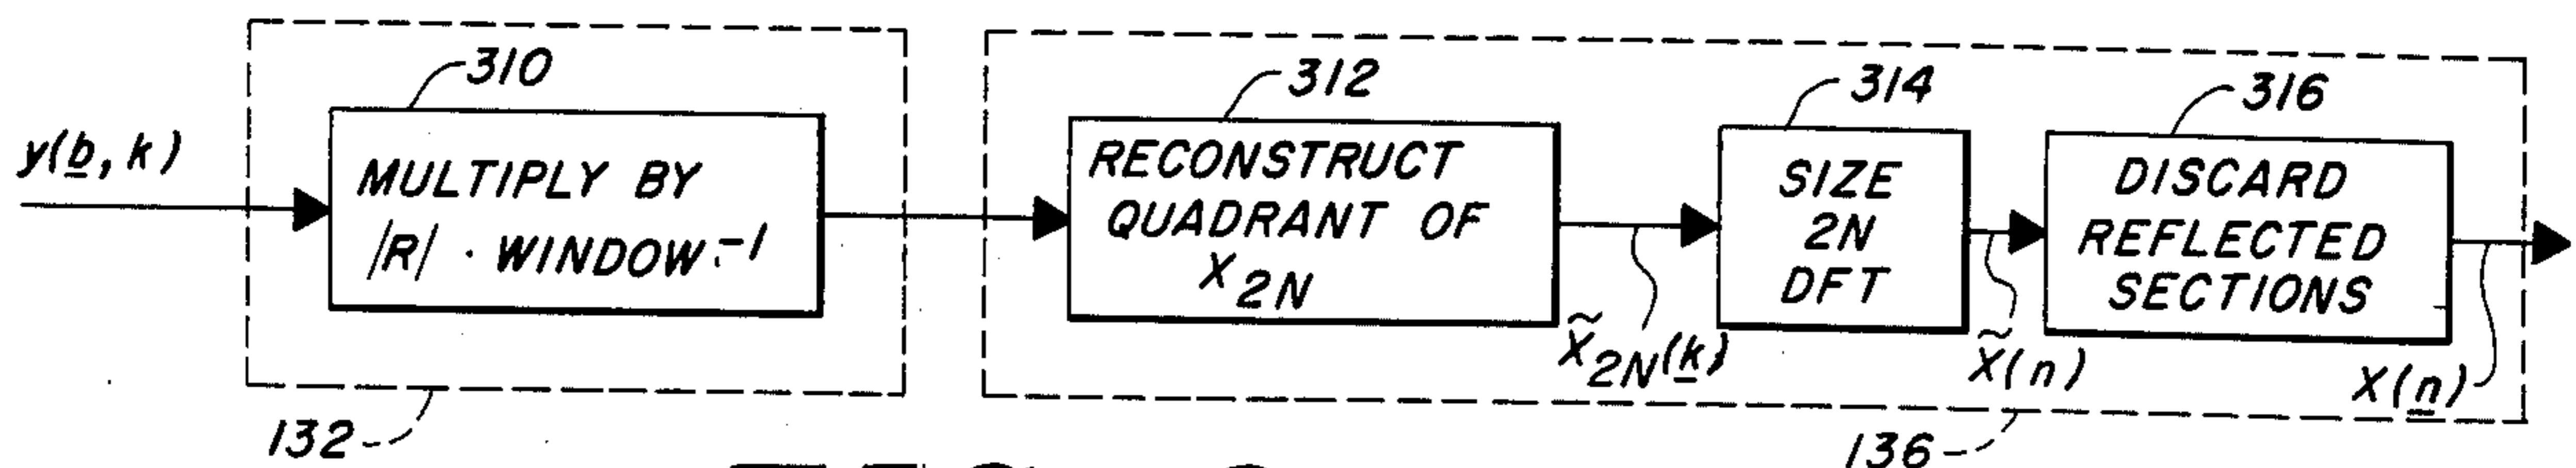 310
312
314
316
y(b, k)
MULTIPLY BY
|R| · WINDOW⁻¹
RECONSTRUCT
QUADRANT OF
X₂N
SIZE
2N
DFT
DISCARD
REFLECTED
SECTIONS
X̃₂N(k)
X̃(n)
X(n)
132
136